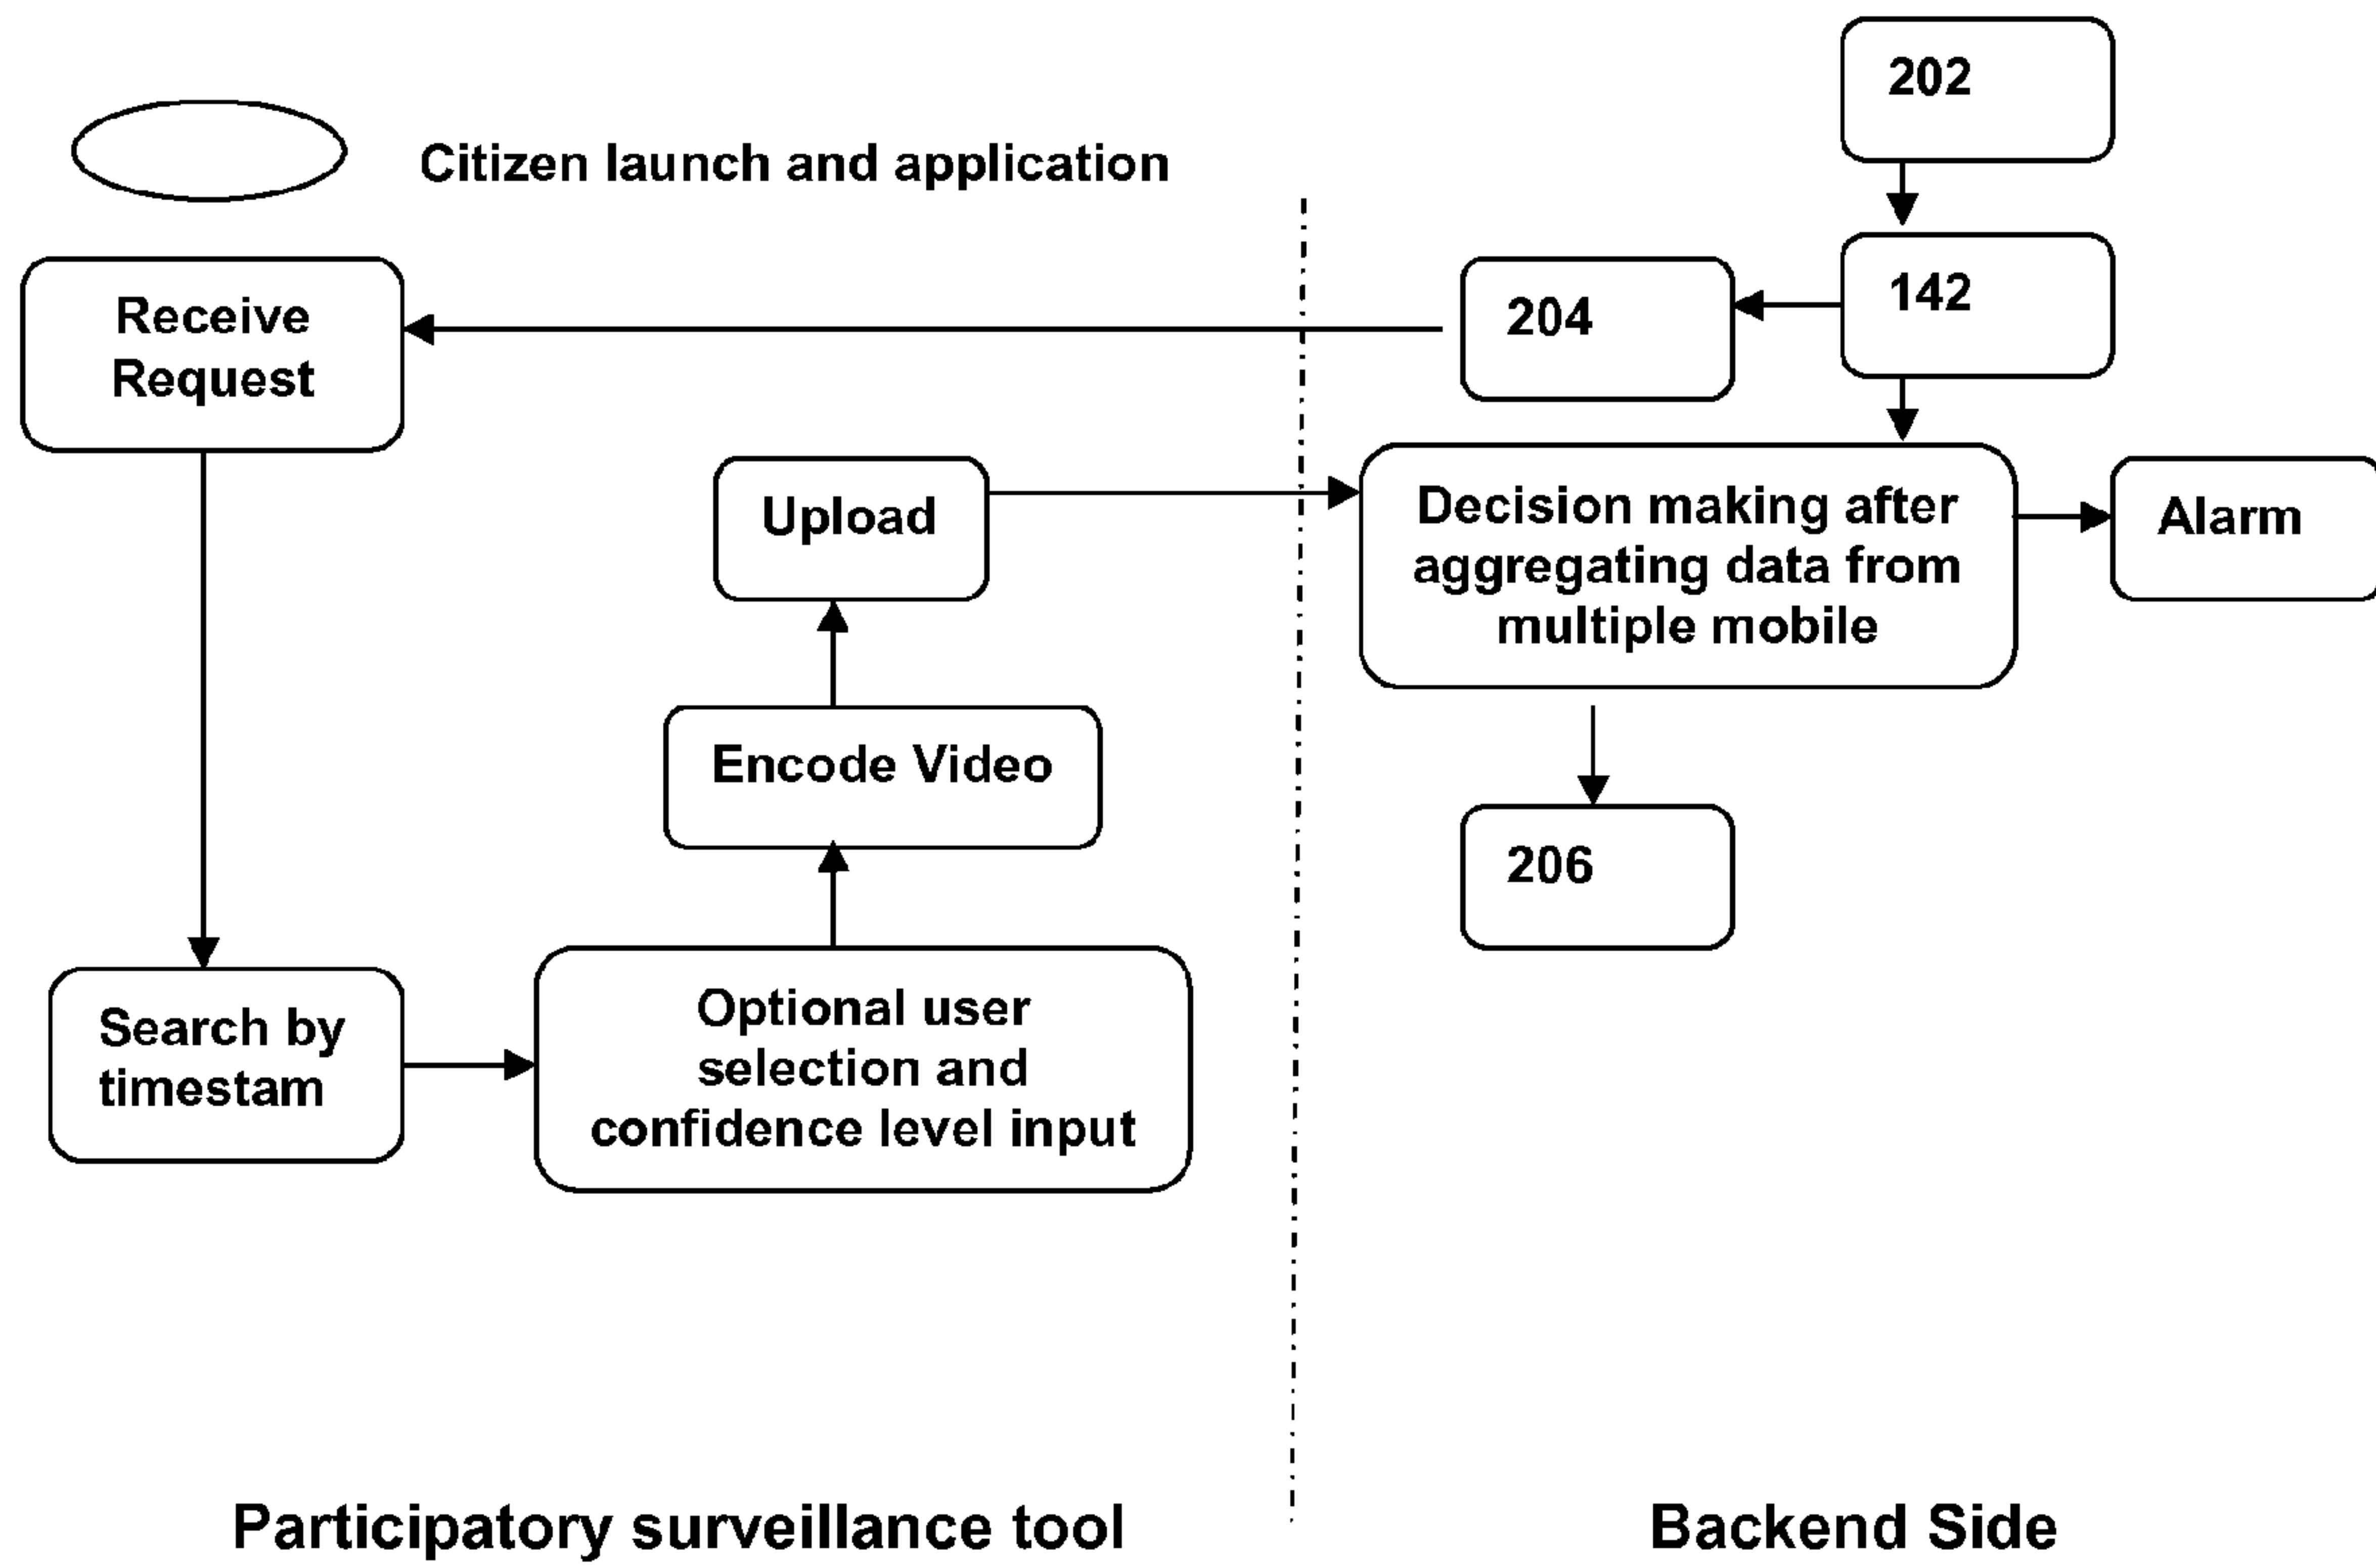 202
Citizen launch and application
Receive
Request
204
142
Upload
Decision making after
aggregating data from
multiple mobile
Alarm
Encode Video
206
Search by
timestam
Optional user
selection and
confidence level input
Participatory surveillance tool
Backend Side